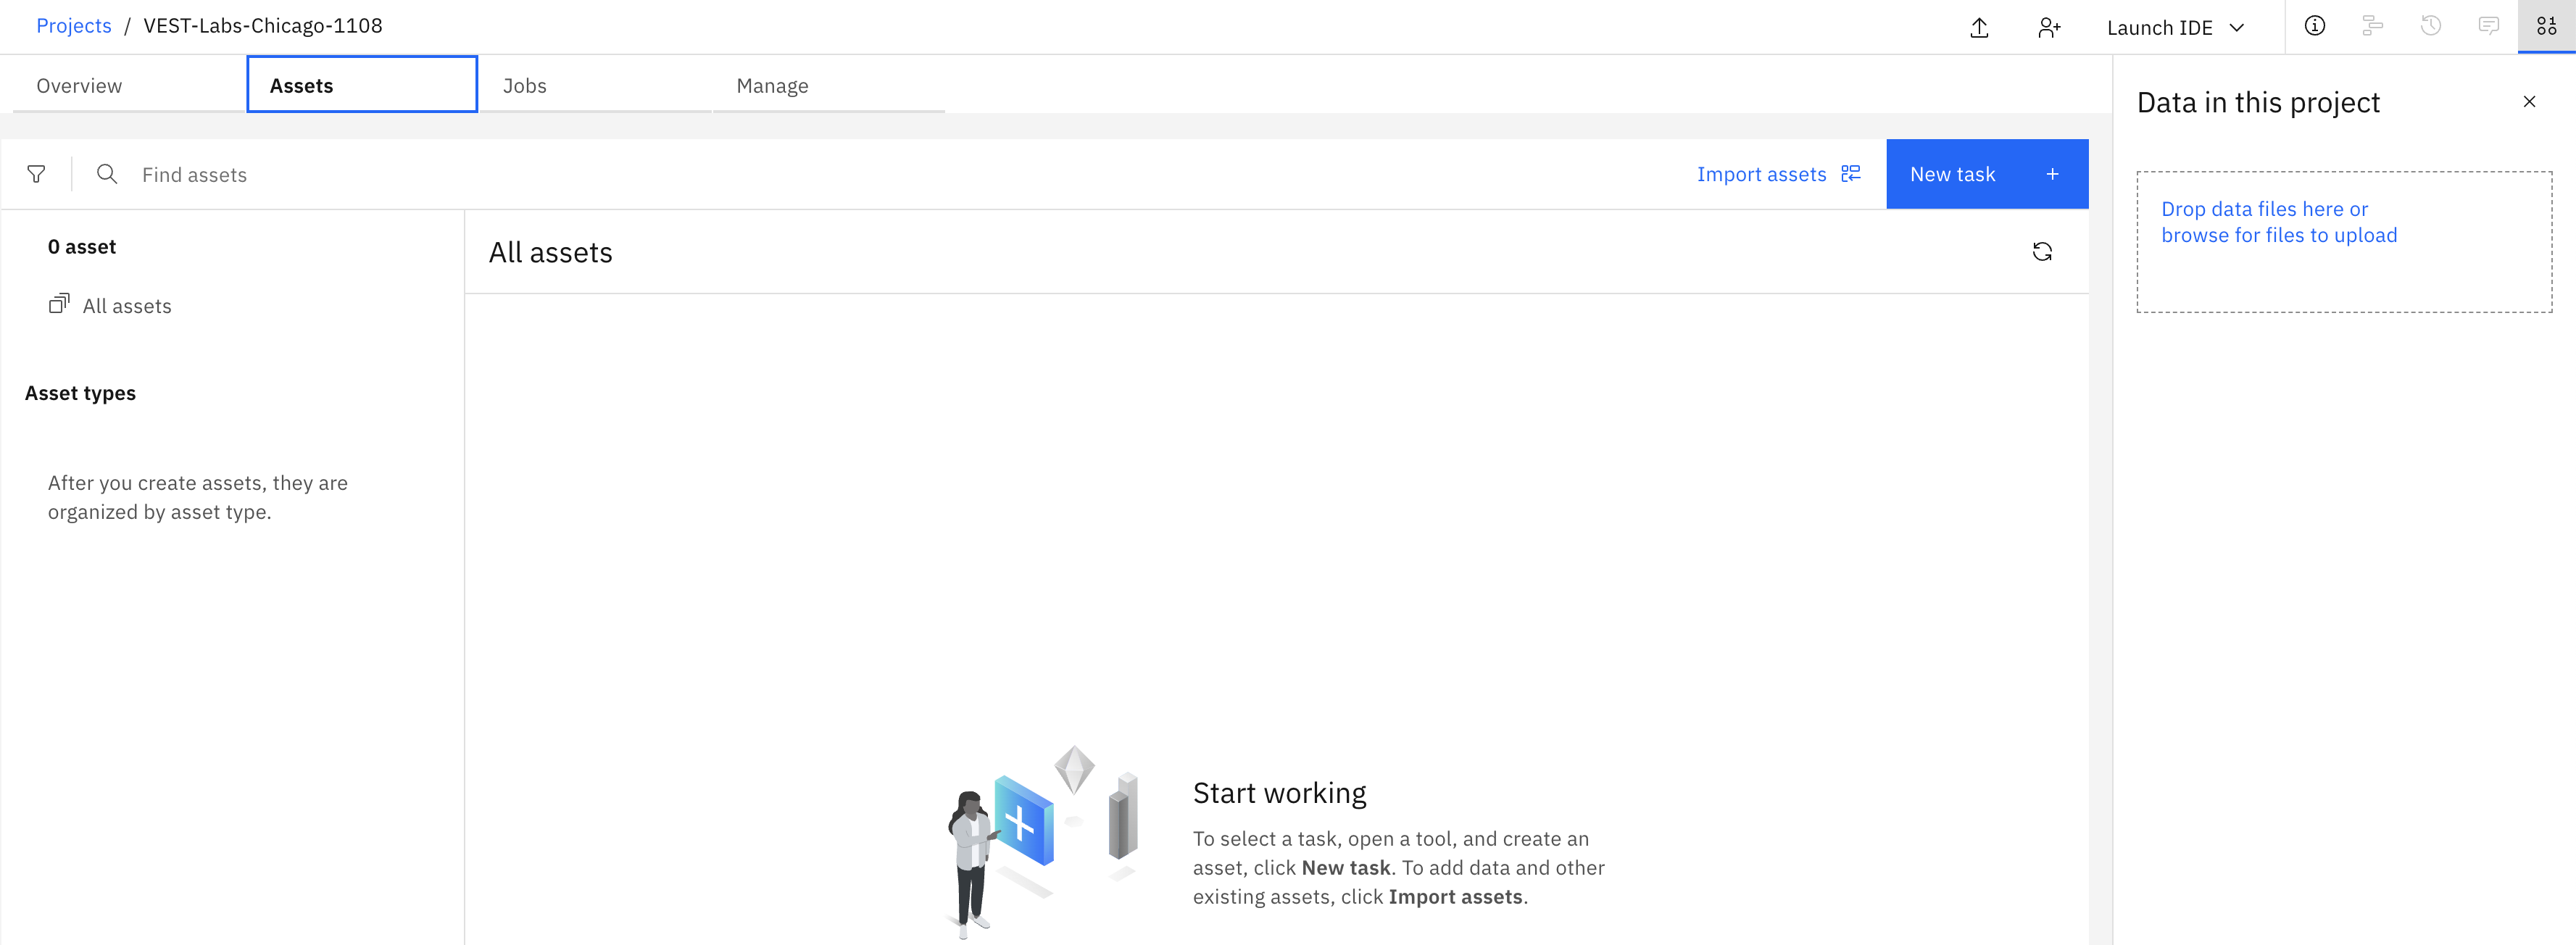 Projects / VEST-Labs-Chicago-1108
Launch IDE
Overview
Assets
Jobs
Manage
Find assets
Import assets
New task +
0 asset
All assets
Asset types
After you create assets, they are
organized by asset type.
All assets
Start working
To select a task, open a tool, and create an
asset, click New task. To add data and other
existing assets, click Import assets.
Data in this project
Drop data files here or
browse for files to upload